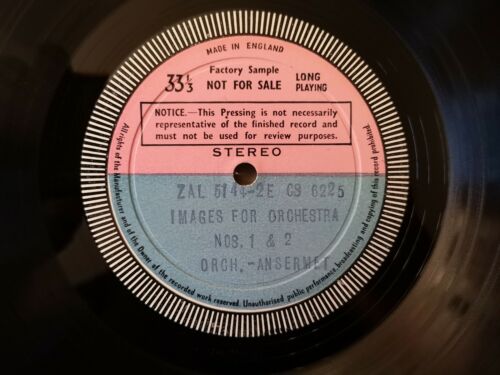 MADE IN ENGLAND
Factory Sample
33 1/3 NOT FOR SALE LONG PLAYING
NOTICE.—This Pressing is not necessarily
representative of the finished record and
must not be used for review purposes.
STEREO
ZAL 5144-2E CS 6225
IMAGES FOR ORCHESTRA
NOS. 1 & 2
ORCH,-ANSERMET
All rights of the Manufacturer and of the Owner of the recorded work reserved. Unauthorised public performance, broadcasting and copying of this record prohibited.